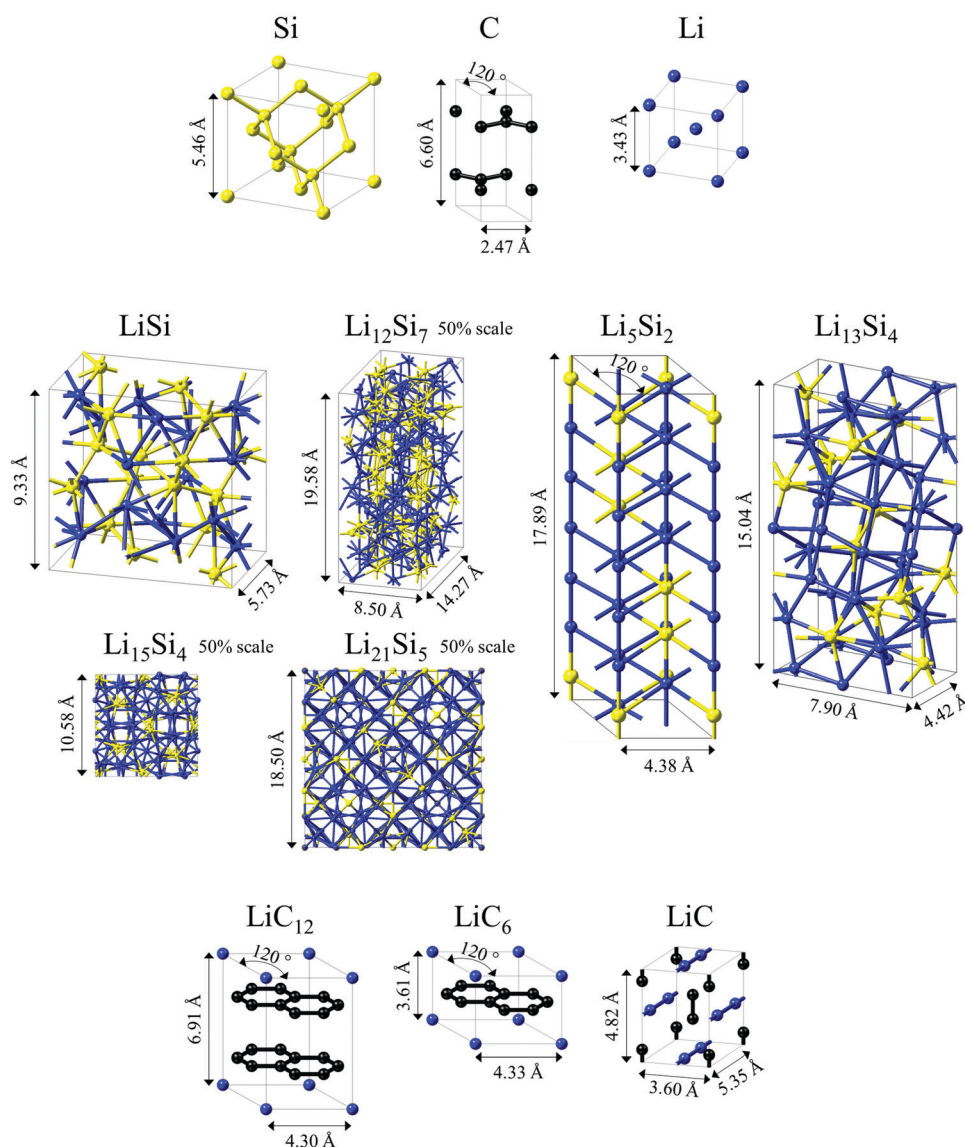 Si
C
Li
120 °
5.46 Å
6.60 Å
3.43 Å
2.47 Å
LiSi
Li₁₂Si₇ 50% scale
Li₅Si₂
Li₁₃Si₄
120 °
9.33 Å
19.58 Å
17.89 Å
15.04 Å
5.73 Å
8.50 Å
14.27 Å
Li₁₅Si₄ 50% scale
Li₂₁Si₅ 50% scale
7.90 Å
4.42 Å
10.58 Å
18.50 Å
4.38 Å
LiC₁₂
LiC₆
LiC
120 °
120 °
6.91 Å
3.61 Å
4.82 Å
4.33 Å
3.60 Å
5.35 Å
4.30 Å